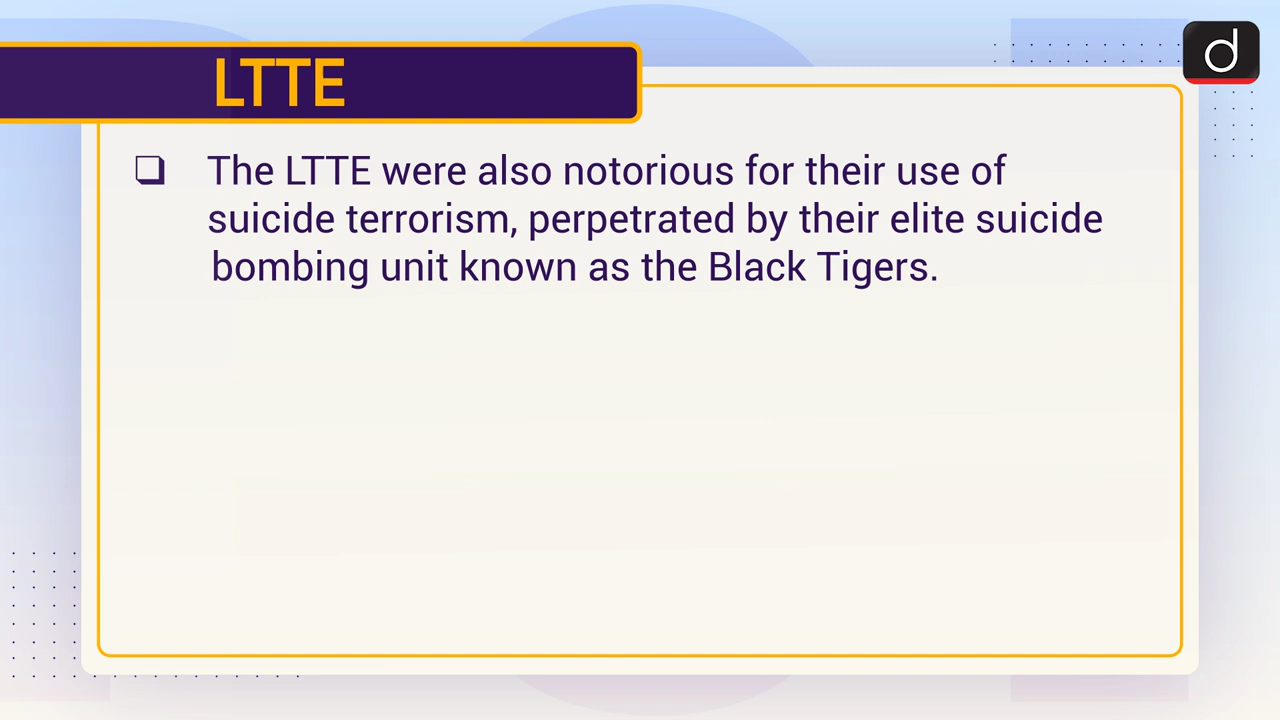 LTTE
d
❑ The LTTE were also notorious for their use of
suicide terrorism, perpetrated by their elite suicide
bombing unit known as the Black Tigers.